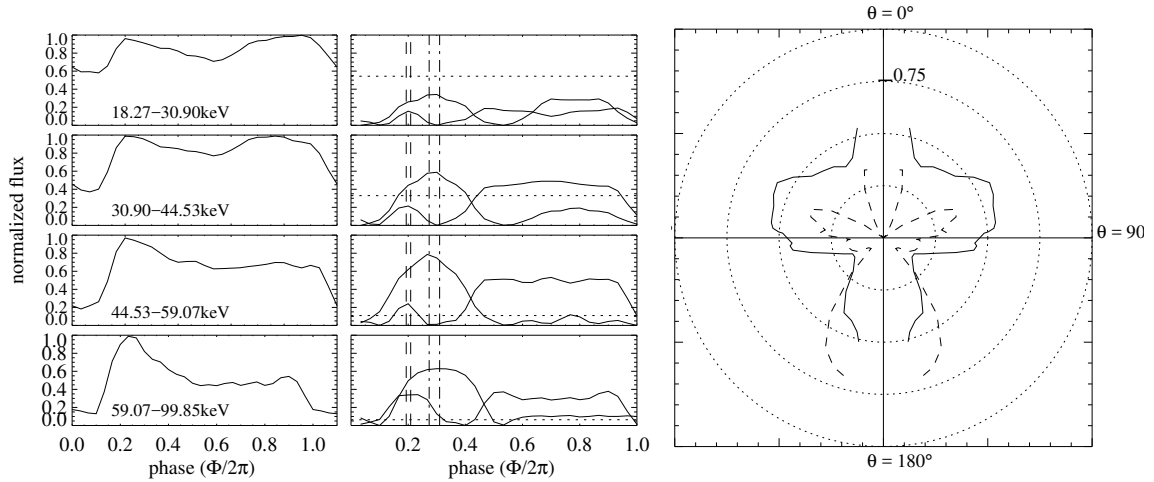 normalized flux
1.0
0.8
0.6
0.4
0.2
0.0
18.27−30.90keV
1.0
0.8
0.6
0.4
0.2
0.0
30.90−44.53keV
1.0
0.8
0.6
0.4
0.2
0.0
44.53−59.07keV
1.0
0.8
0.6
0.4
0.2
0.0
59.07−99.85keV
0.0 0.2 0.4 0.6 0.8 1.0
phase (Φ/2π)
0.2 0.4 0.6 0.8 1.0
phase (Φ/2π)
θ = 0°
0.75
θ = 90
θ = 180°